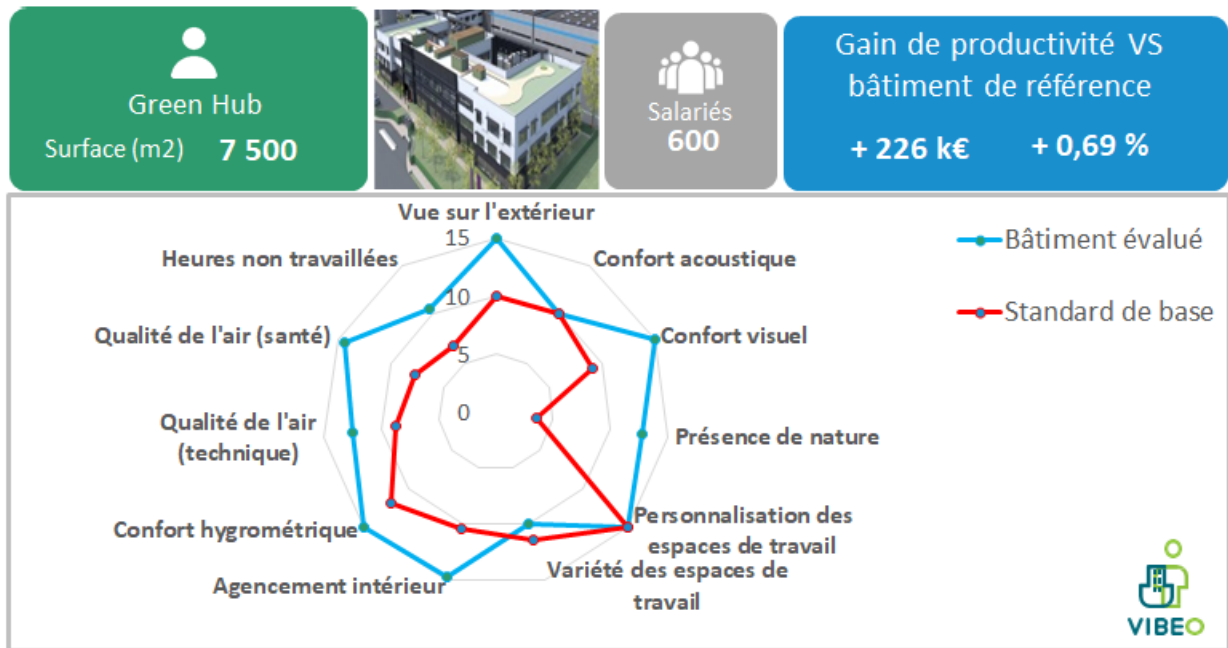 Green Hub
Surface (m2) 7 500
Salariés
600
Gain de productivité VS
bâtiment de référence
+ 226 k€ + 0,69 %
Vue sur l'extérieur
15
Heures non travaillées
Confort acoustique
10
Qualité de l'air (santé)
Confort visuel
5
0
Qualité de l'air
(technique)
Présence de nature
Confort hygrométrique
Personnalisation des
espaces de travail
Agencement intérieur
Variété des espaces de
travail
Bâtiment évalué
Standard de base
VIBEO